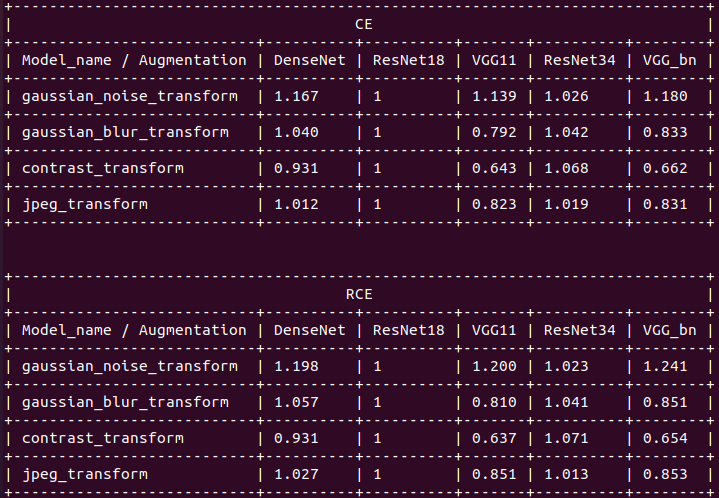 +-----------------------------------------------------------------------------+
|                                      CE                                     |
+---------------------------+----------+----------+-------+----------+--------+
| Model_name / Augmentation | DenseNet | ResNet18 | VGG11 | ResNet34 | VGG_bn |
+---------------------------+----------+----------+-------+----------+--------+
| gaussian_noise_transform  | 1.167    | 1        | 1.139 | 1.026    | 1.180  |
+---------------------------+----------+----------+-------+----------+--------+
| gaussian_blur_transform   | 1.040    | 1        | 0.792 | 1.042    | 0.833  |
+---------------------------+----------+----------+-------+----------+--------+
| contrast_transform        | 0.931    | 1        | 0.643 | 1.068    | 0.662  |
+---------------------------+----------+----------+-------+----------+--------+
| jpeg_transform            | 1.012    | 1        | 0.823 | 1.019    | 0.831  |
+---------------------------+----------+----------+-------+----------+--------+
+-----------------------------------------------------------------------------+
|                                     RCE                                     |
+---------------------------+----------+----------+-------+----------+--------+
| Model_name / Augmentation | DenseNet | ResNet18 | VGG11 | ResNet34 | VGG_bn |
+---------------------------+----------+----------+-------+----------+--------+
| gaussian_noise_transform  | 1.198    | 1        | 1.200 | 1.023    | 1.241  |
+---------------------------+----------+----------+-------+----------+--------+
| gaussian_blur_transform   | 1.057    | 1        | 0.810 | 1.041    | 0.851  |
+---------------------------+----------+----------+-------+----------+--------+
| contrast_transform        | 0.931    | 1        | 0.637 | 1.071    | 0.654  |
+---------------------------+----------+----------+-------+----------+--------+
| jpeg_transform            | 1.027    | 1        | 0.851 | 1.013    | 0.853  |
+---------------------------+----------+----------+-------+----------+--------+